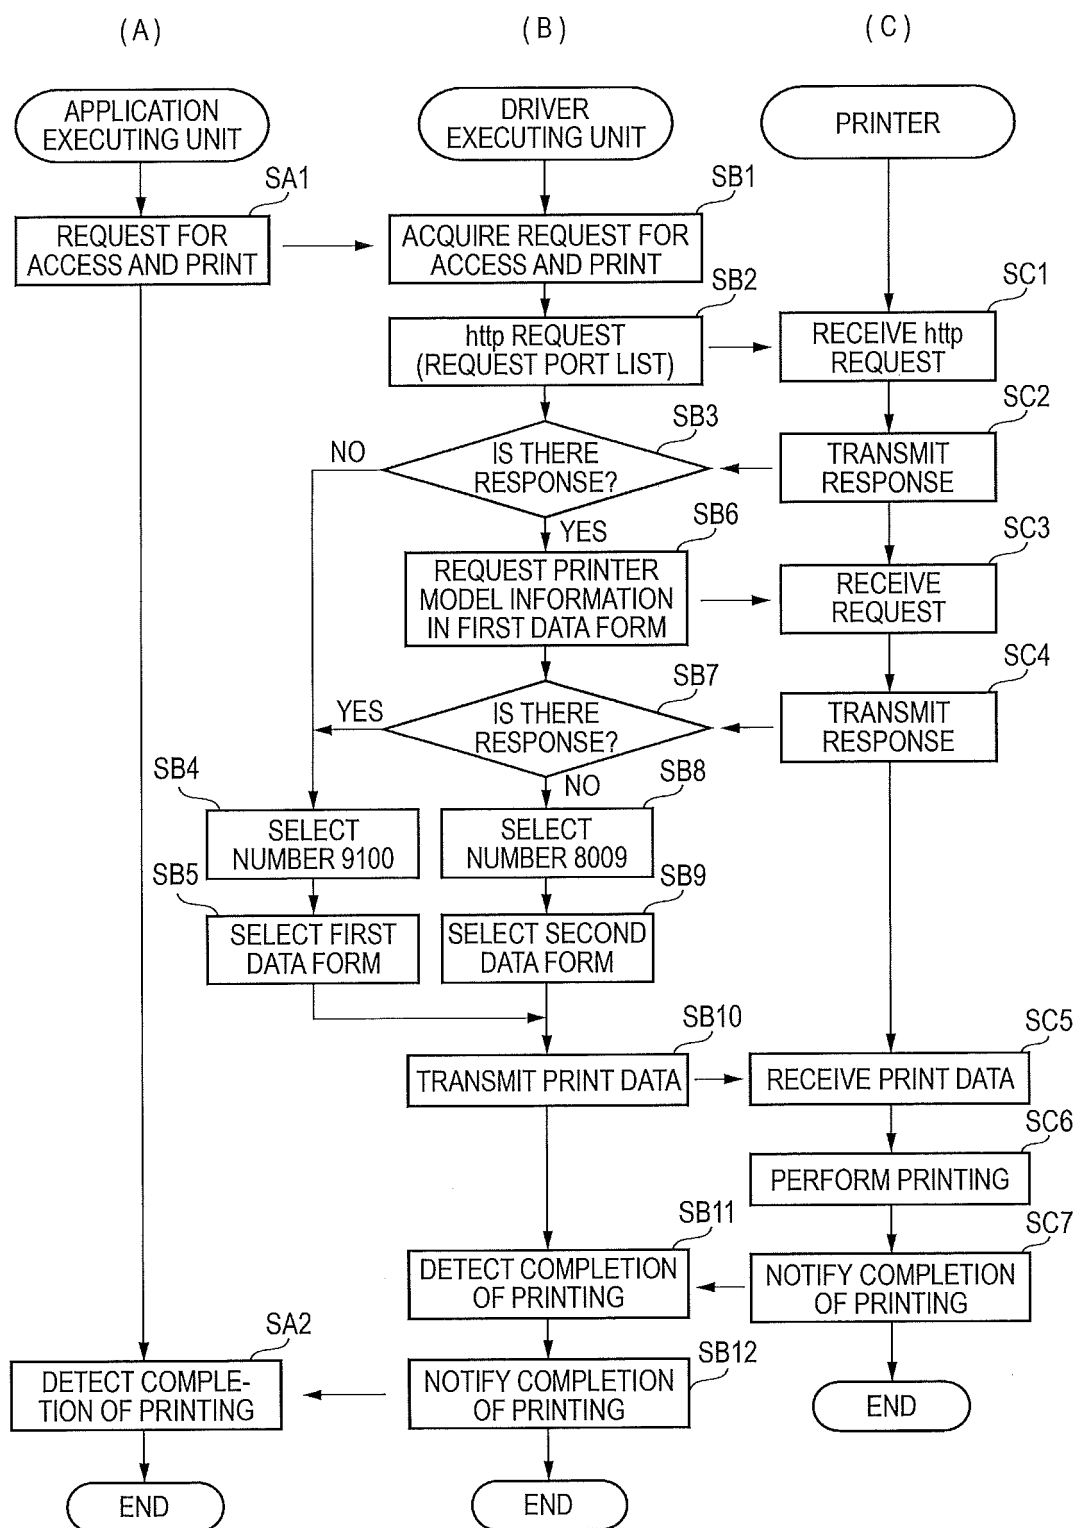 (A)
(B)
(C)
APPLICATION
EXECUTING UNIT
DRIVER
EXECUTING UNIT
PRINTER
SA1
REQUEST FOR
ACCESS AND PRINT
SB1
ACQUIRE REQUEST FOR
ACCESS AND PRINT
SB2
http REQUEST
(REQUEST PORT LIST)
SC1
RECEIVE http
REQUEST
SB3
NO
IS THERE
RESPONSE?
YES
SC2
TRANSMIT
RESPONSE
SB6
REQUEST PRINTER
MODEL INFORMATION
IN FIRST DATA FORM
SC3
RECEIVE
REQUEST
SB7
YES
IS THERE
RESPONSE?
NO
SC4
TRANSMIT
RESPONSE
SB4
SELECT
NUMBER 9100
SB8
SELECT
NUMBER 8009
SB5
SELECT FIRST
DATA FORM
SB9
SELECT SECOND
DATA FORM
SB10
TRANSMIT PRINT DATA
SC5
RECEIVE PRINT DATA
SC6
PERFORM PRINTING
SB11
DETECT COMPLETION
OF PRINTING
SC7
NOTIFY COMPLETION
OF PRINTING
SA2
DETECT COMPLE-
TION OF PRINTING
SB12
NOTIFY COMPLETION
OF PRINTING
END
END
END